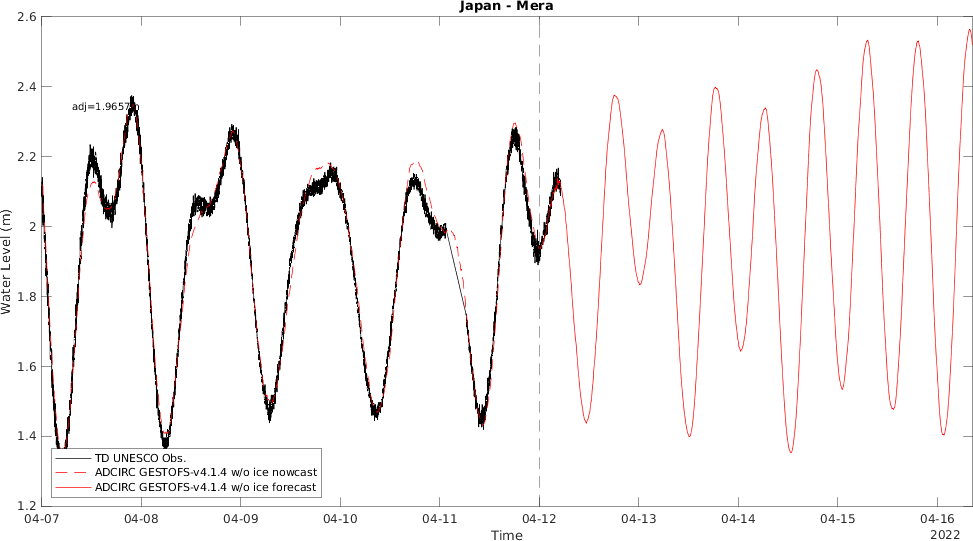 Japan - Mera
2.6
2.4
2.2
2
1.8
1.6
1.4
1.2
Water Level (m)
adj=1.9657
TD UNESCO Obs.
ADCIRC GESTOFS-v4.1.4 w/o ice nowcast
ADCIRC GESTOFS-v4.1.4 w/o ice forecast
04-07 04-08 04-09 04-10 04-11 04-12 04-13 04-14 04-15 04-16
Time
2022